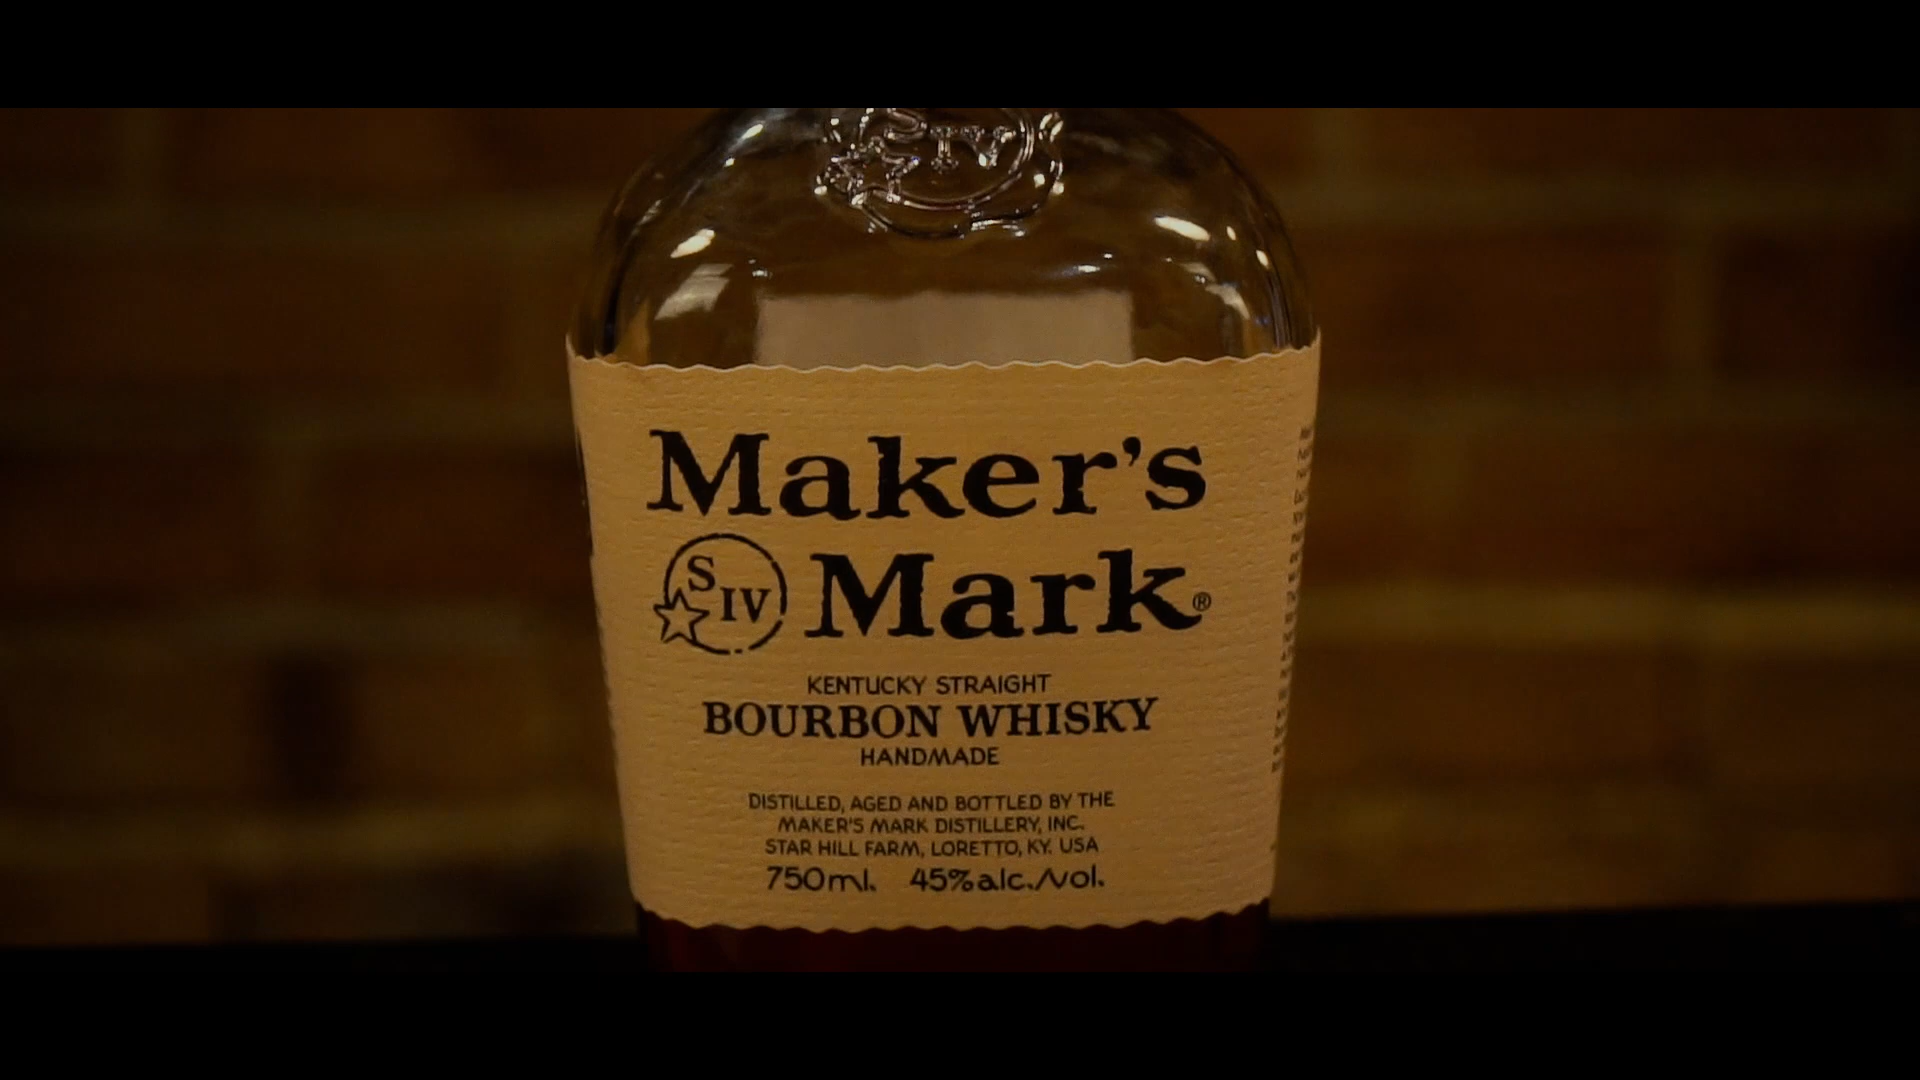 SIV
Maker's
SIV Mark®
KENTUCKY STRAIGHT
BOURBON WHISKY
HANDMADE
DISTILLED, AGED AND BOTTLED BY THE
MAKER'S MARK DISTILLERY, INC.
STAR HILL FARM, LORETTO, KY. USA
750ml. 45%alc./vol.